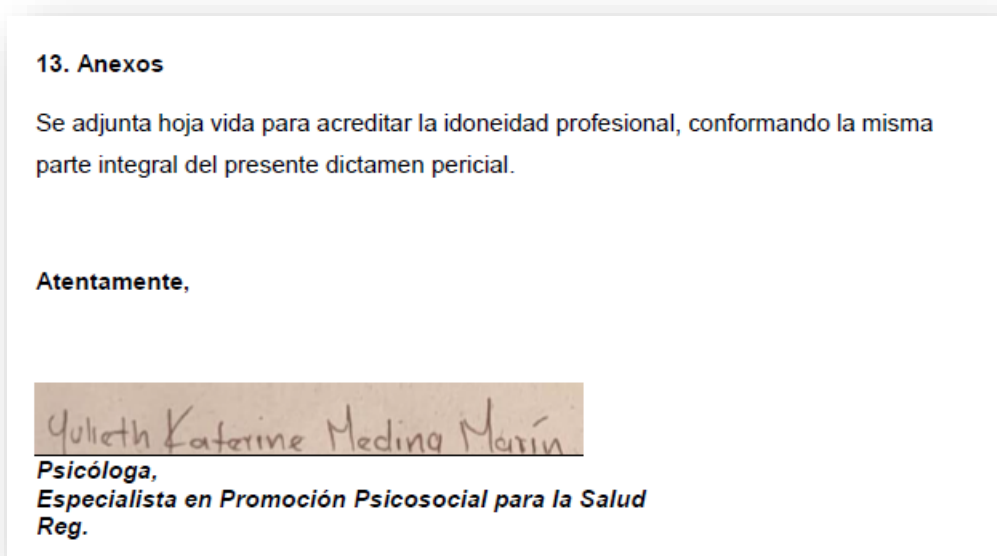 13. Anexos
Se adjunta hoja vida para acreditar la idoneidad profesional, conformando la misma
parte integral del presente dictamen pericial.
Atentamente,
Yulieth Katerine Medina Marín
Psicóloga,
Especialista en Promoción Psicosocial para la Salud
Reg.